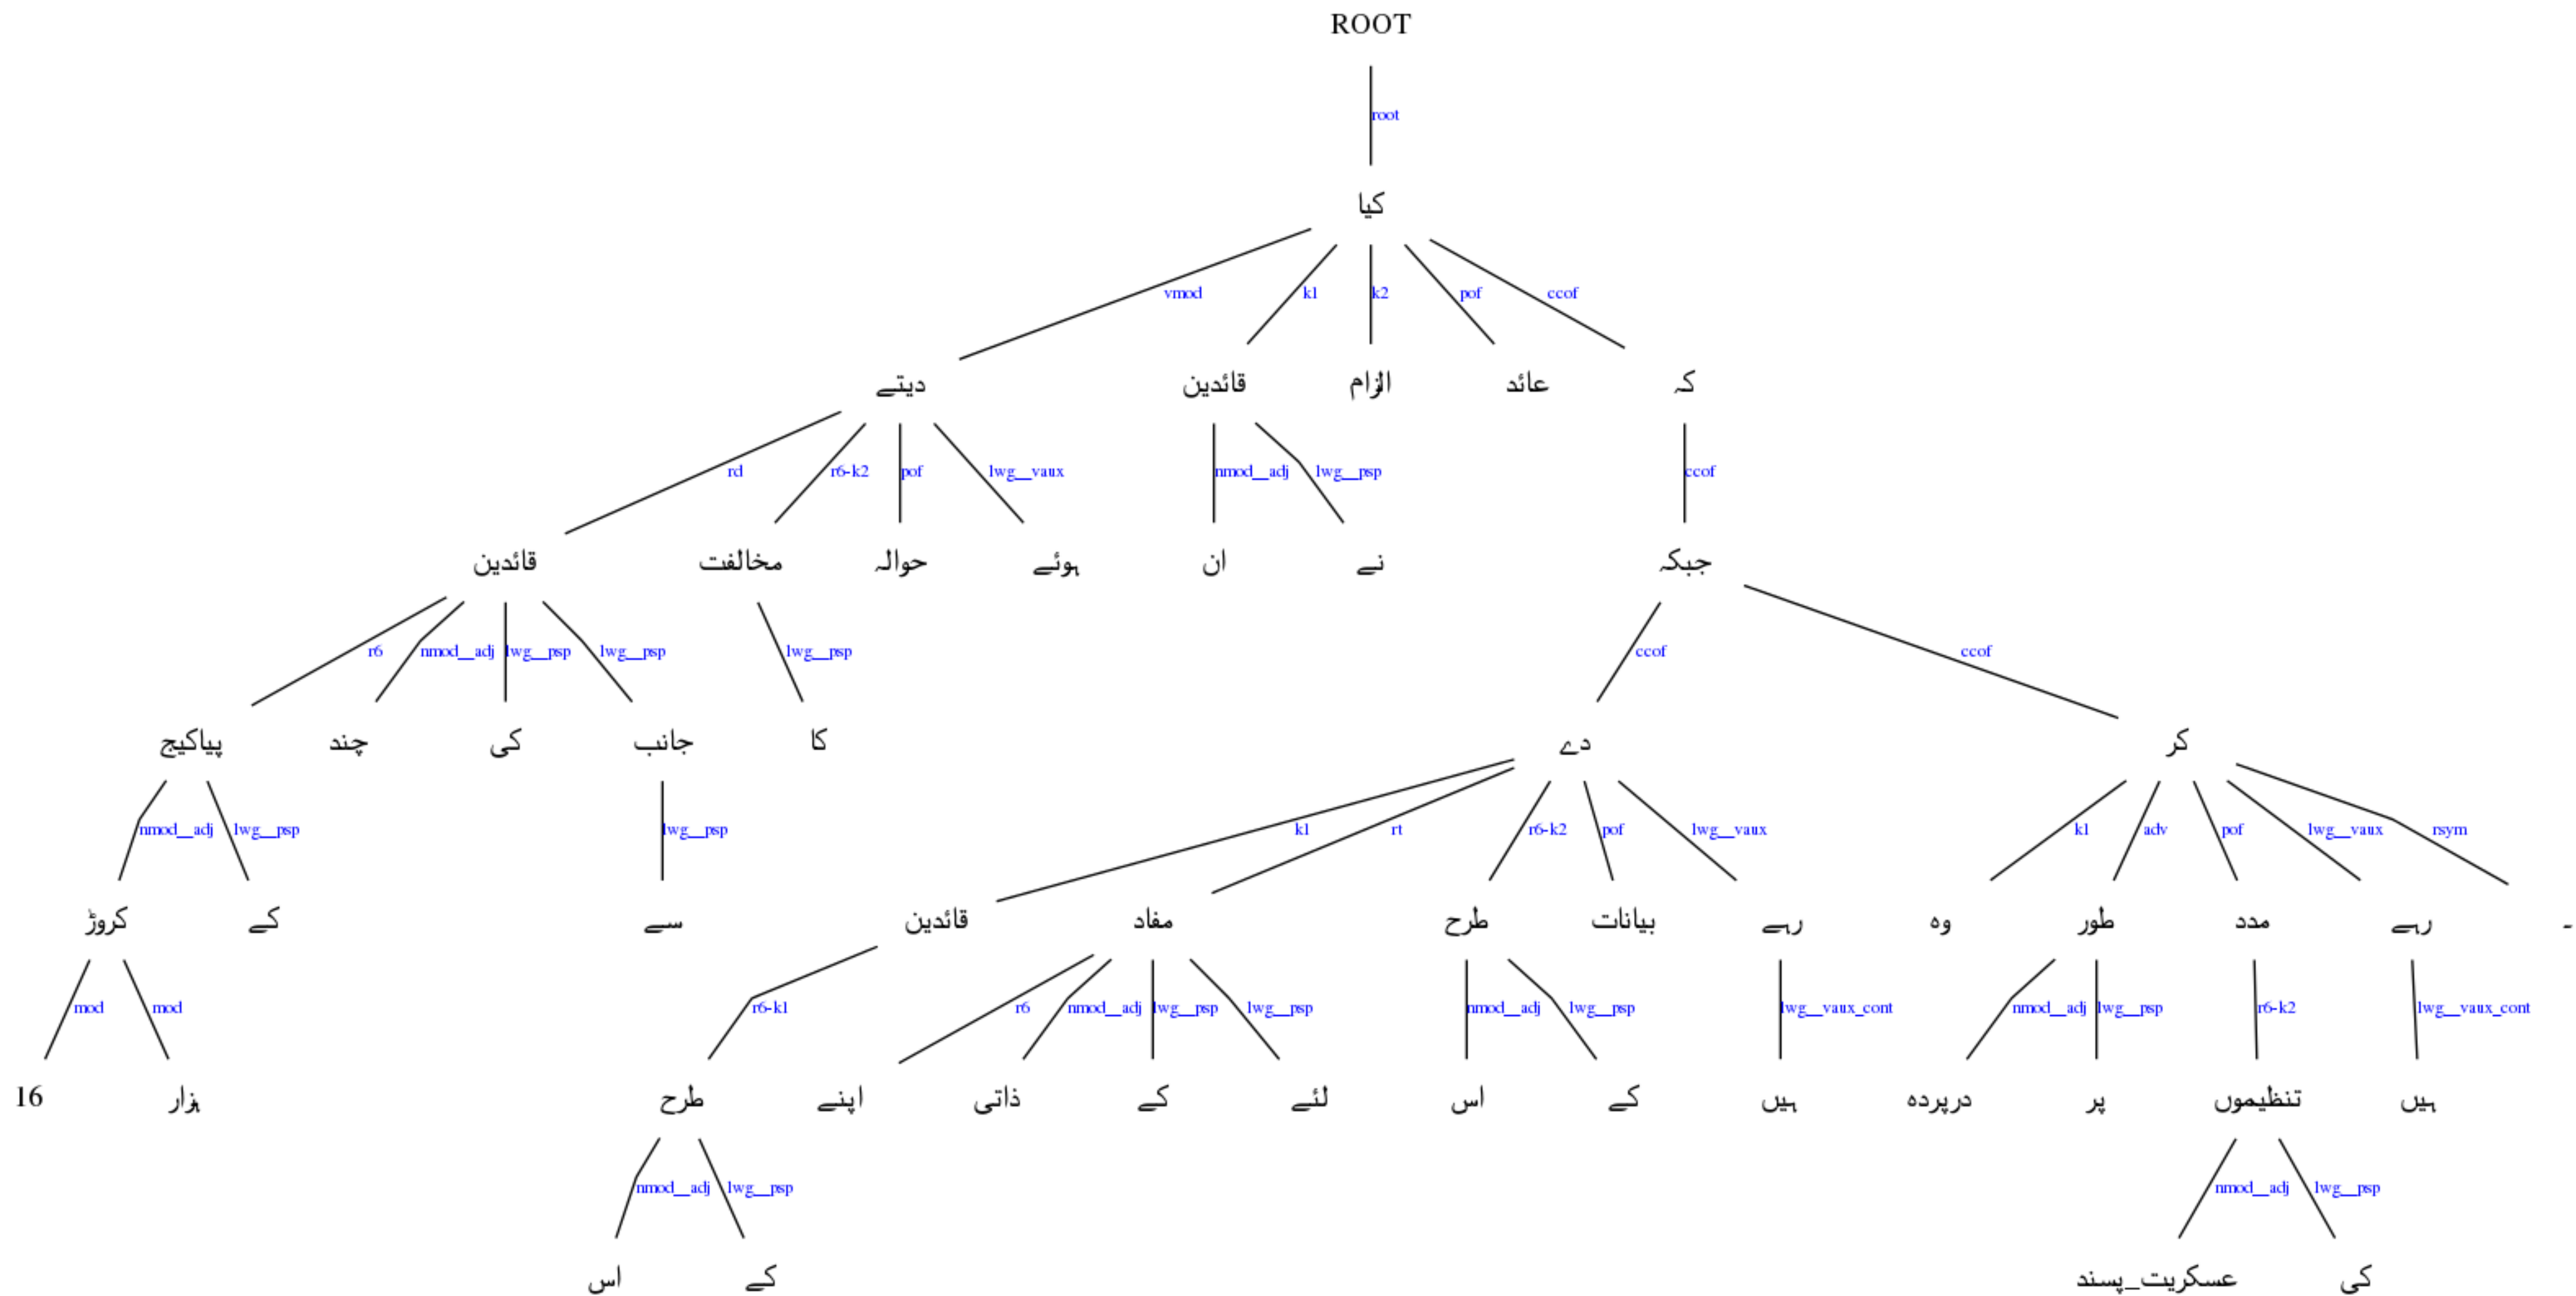 ROOT
root
کیا
vmod k1 k2 pof ccof
دیتے قائدین الزام عائد کہ
rd r6-k2 pof lwg__vaux nmod__adj lwg__psp ccof
قائدین مخالفت حوالہ ہوئے ان نے جبکہ
r6 nmod__adj lwg__psp lwg__psp lwg__psp ccof ccof
پیاکیج چند کی جانب کا دے کر
nmod__adj lwg__psp lwg__psp k1 rt r6-k2 pof lwg__vaux k1 adv pof lwg__vaux rsym
کروڑ کے سے قائدین مفاد طرح بیانات رہے وہ طور مدد رہے ۔
mod mod r6-k1 r6 nmod__adj lwg__psp lwg__psp nmod__adj lwg__psp lwg__vaux_cont nmod__adj lwg__psp r6-k2 lwg__vaux_cont
16 ہزار طرح اپنے ذاتی کے لئے اس کے ہیں درپردہ پر تنظیموں ہیں
nmod__adj lwg__psp nmod__adj lwg__psp
اس کے عسکریت_پسند کی